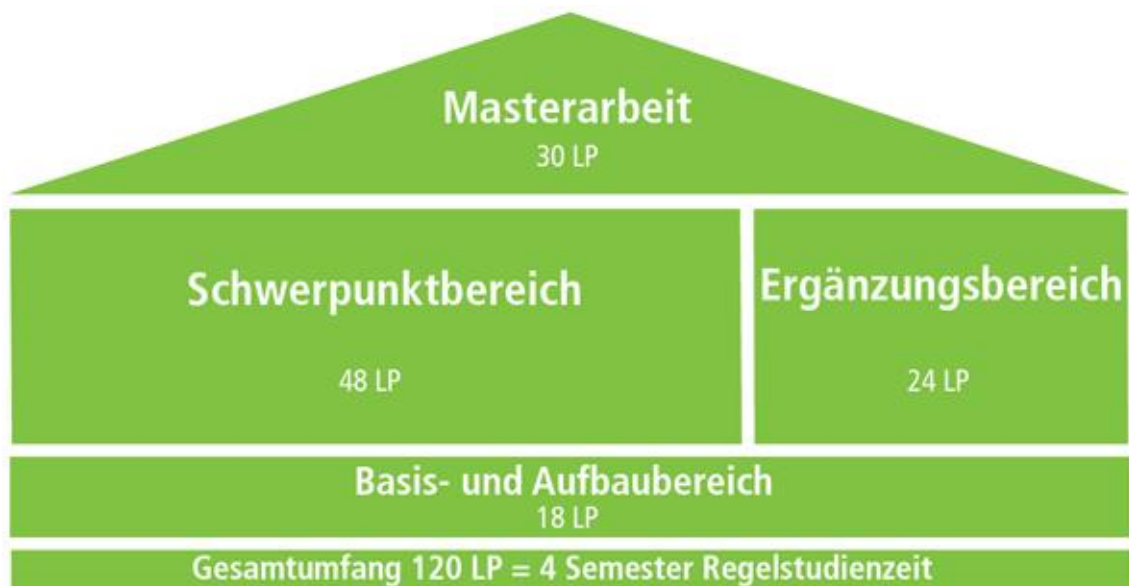 Masterarbeit
30 LP
Schwerpunktbereich
48 LP
Ergänzungsbereich
24 LP
Basis- und Aufbaubereich
18 LP
Gesamtumfang 120 LP = 4 Semester Regelstudienzeit